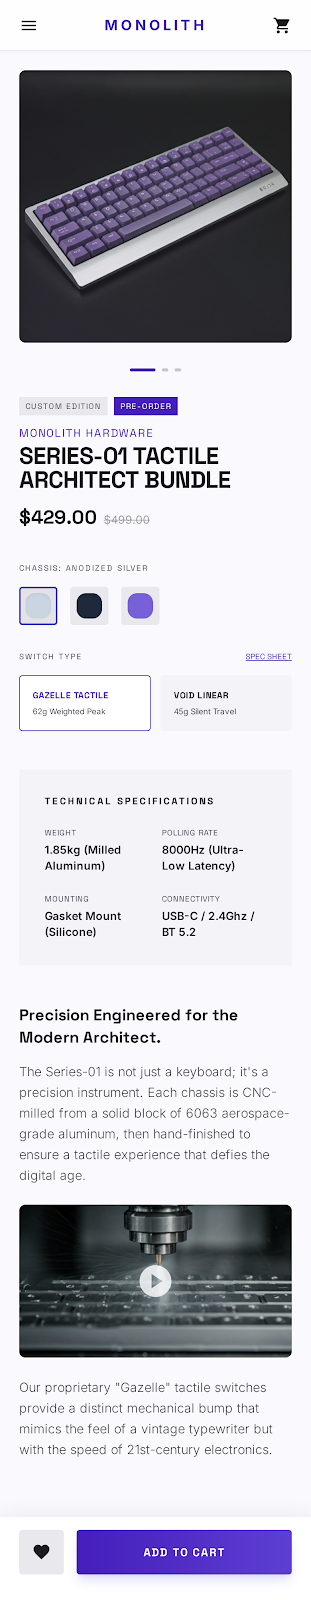 MONOLITH
CUSTOM EDITION
PRE-ORDER
MONOLITH HARDWARE
SERIES-01 TACTILE
ARCHITECT BUNDLE
$429.00 $499.00
CHASSIS: ANODIZED SILVER
SWITCH TYPE
SPEC SHEET
GAZELLE TACTILE
62g Weighted Peak
VOID LINEAR
45g Silent Travel
TECHNICAL SPECIFICATIONS
WEIGHT
1.85kg (Milled
Aluminum)
POLLING RATE
8000Hz (Ultra-
Low Latency)
MOUNTING
Gasket Mount
(Silicone)
CONNECTIVITY
USB-C / 2.4Ghz /
BT 5.2
Precision Engineered for the
Modern Architect.
The Series-01 is not just a keyboard; it's a
precision instrument. Each chassis is CNC-
milled from a solid block of 6063 aerospace-
grade aluminum, then hand-finished to
ensure a tactile experience that defies the
digital age.
Our proprietary "Gazelle" tactile switches
provide a distinct mechanical bump that
mimics the feel of a vintage typewriter but
with the speed of 21st-century electronics.
ADD TO CART